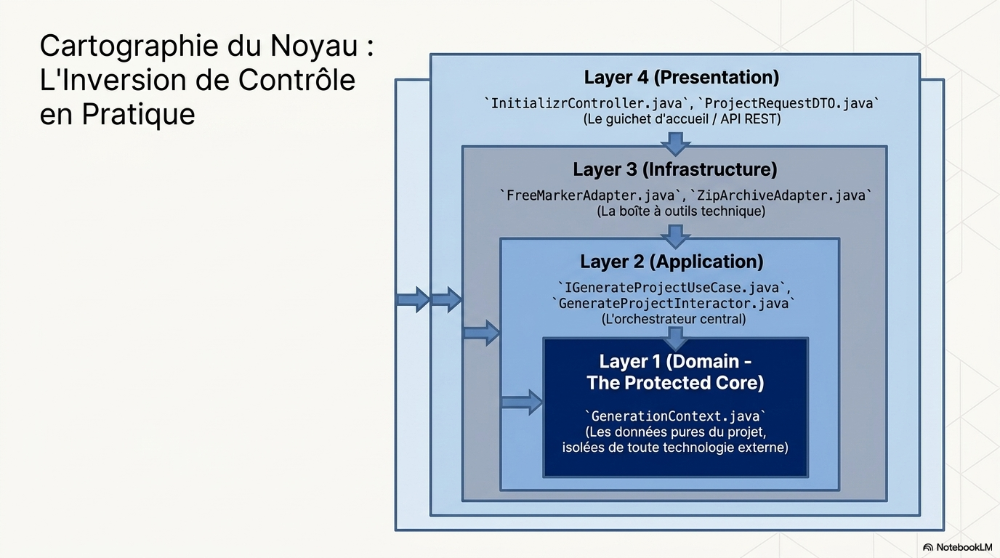 Cartographie du Noyau :
L'Inversion de Contrôle
en Pratique
Layer 4 (Presentation)
`InitializrController.java`, `ProjectRequestDTO.java`
(Le guichet d'accueil / API REST)
Layer 3 (Infrastructure)
`FreeMarkerAdapter.java`, `ZipArchiveAdapter.java`
(La boîte à outils technique)
Layer 2 (Application)
`IGenerateProjectUseCase.java`,
`GenerateProjectInteractor.java`
(L'orchestrateur central)
Layer 1 (Domain -
The Protected Core)
`GenerationContext.java`
(Les données pures du projet,
isolées de toute technologie externe)
NotebookLM